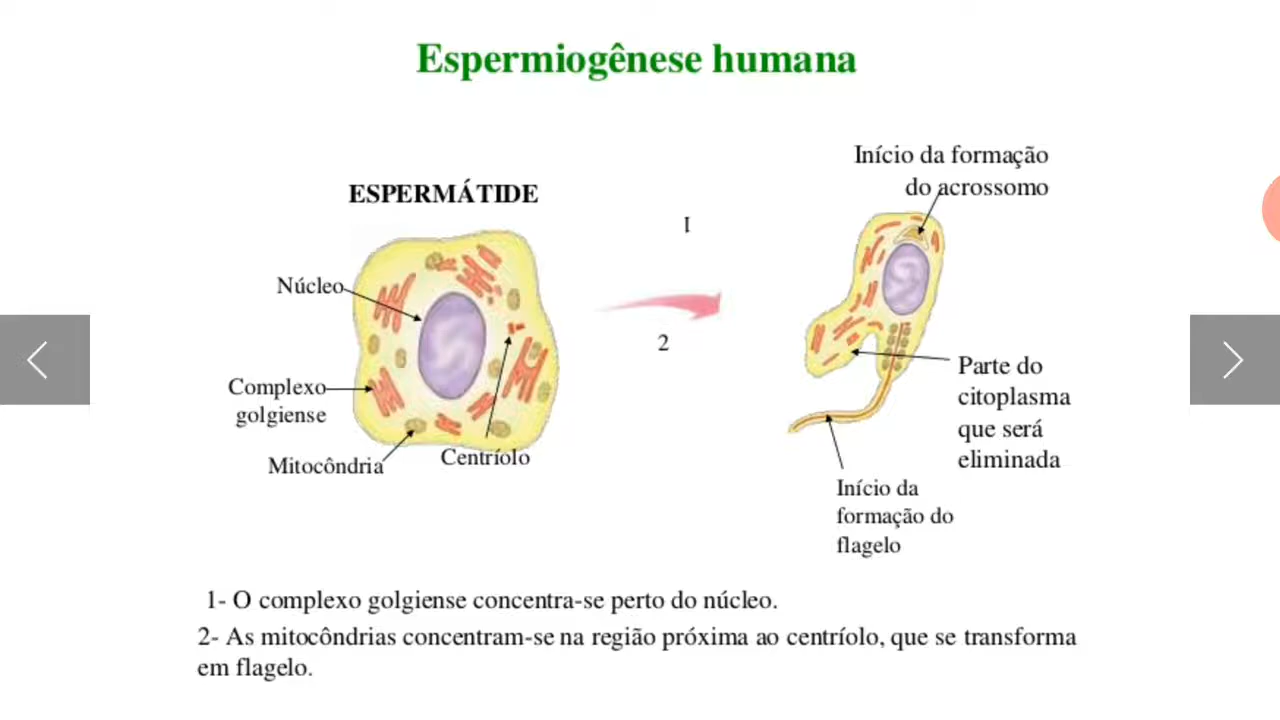 Espermiogênese humana
Início da formação
do acrossomo
ESPERMÁTIDE
1
Núcleo
2
Parte do
citoplasma
que será
eliminada
Complexo
golgiense
Mitocôndria
Centríolo
Início da
formação do
flagelo
1- O complexo golgiense concentra-se perto do núcleo.
2- As mitocôndrias concentram-se na região próxima ao centríolo, que se transforma
em flagelo.